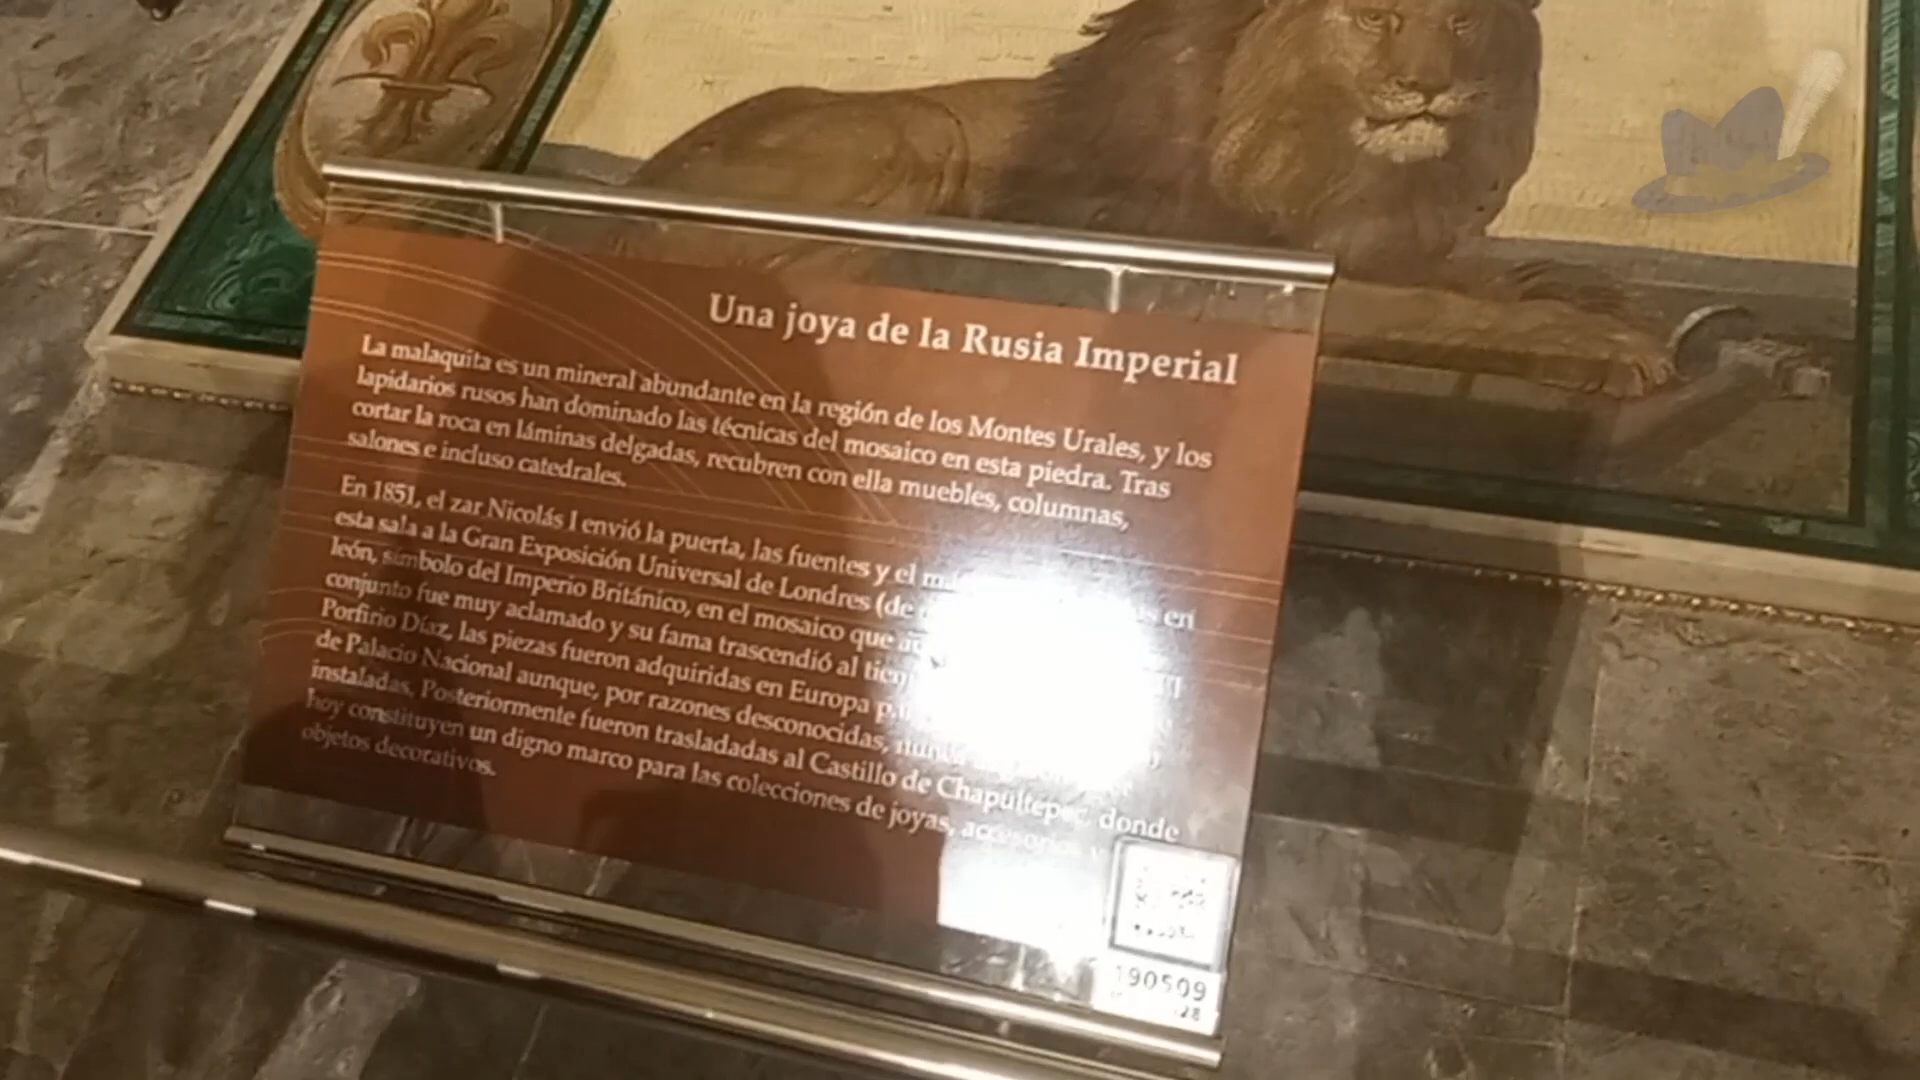 Una joya de la Rusia Imperial
La malaquita es un mineral abundante en la región de los Montes Urales, y los
lapidarios rusos han dominado las técnicas del mosaico en esta piedra. Tras
cortar la roca en láminas delgadas, recubren con ella muebles, columnas,
salones e incluso catedrales.
En 1851, el zar Nicolás I envió la puerta, las fuentes y el
esta sala a la Gran Exposición Universal de Londres (de en
león, símbolo del Imperio Británico, en el mosaico que
conjunto fue muy aclamado y su fama trascendió al
Porfirio Díaz, las piezas fueron adquiridas en Europa
de Palacio Nacional aunque, por razones desconocidas,
instaladas. Posteriormente fueron trasladadas al Castillo de Chapultepec, donde
hoy constituyen un digno marco para las colecciones de joyas, accesorios y
objetos decorativos.
190509
28